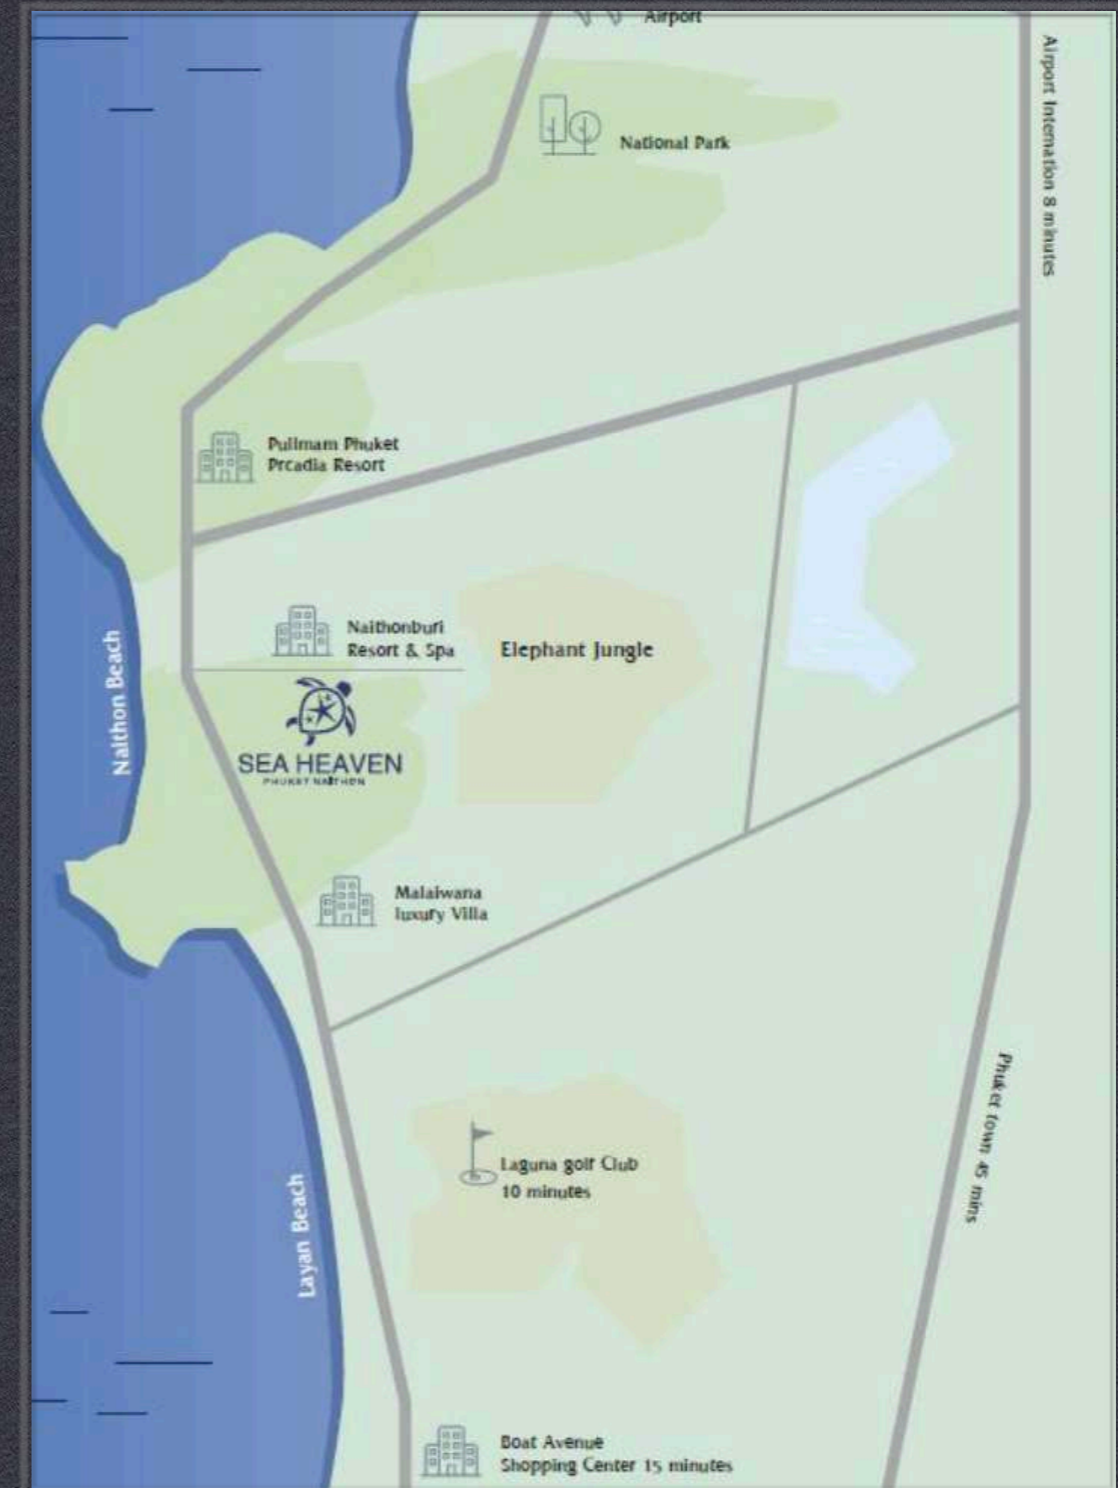 Airport
National Park
Airport Internation 8 minutes
Pullmam Phuket
Prcadia Resort
Naithonburi
Resort & Spa
Elephant Jungle
Naithon Beach
SEA HEAVEN
PHUKET NAITHON
Malaiwana
luxury Villa
Phuket town 45 mins
Laguna golf Club
10 minutes
Layan Beach
Boat Avenue
Shopping Center 15 minutes